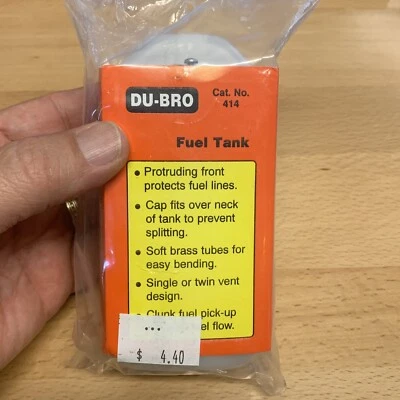 DU-BRO
Cat. No.
414
Fuel Tank
• Protruding front
protects fuel lines.
• Cap fits over neck
of tank to prevent
splitting.
• Soft brass tubes for
easy bending.
• Single or twin vent
design.
• Clunk fuel pick-up
flow.
...
$ 4.40